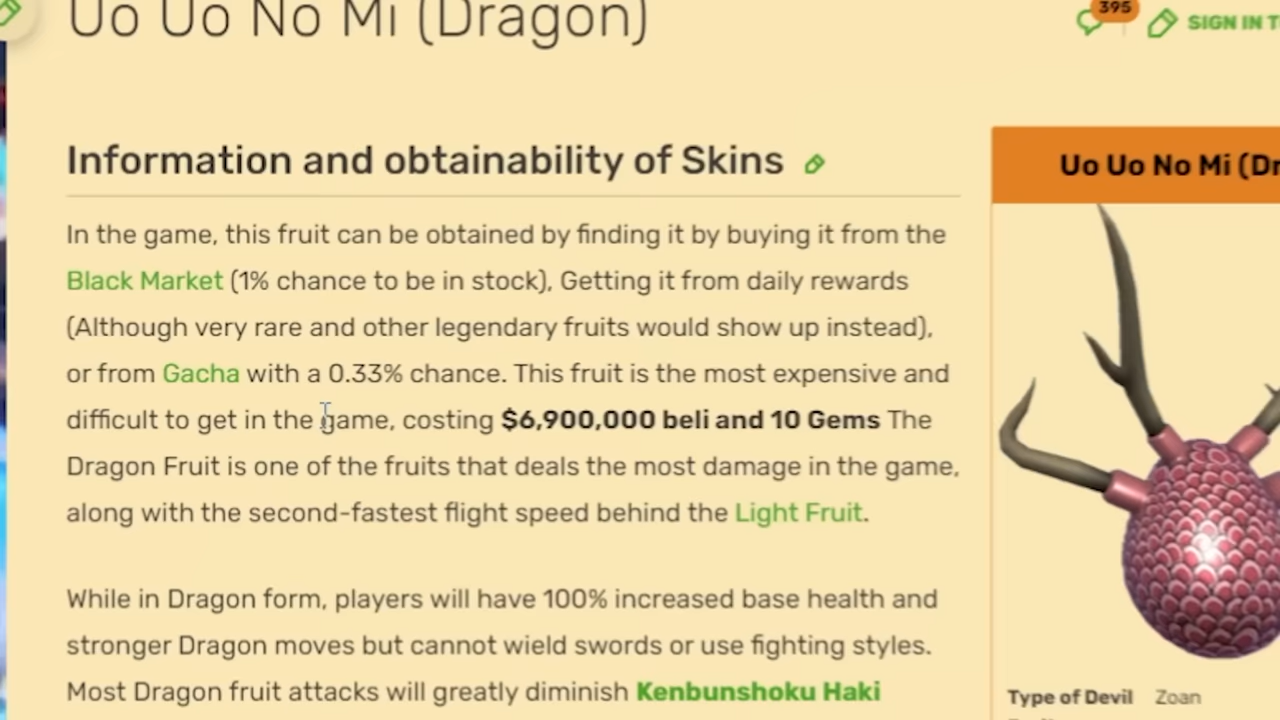 Uo Uo No Mi (Dragon)
395
SIGN IN T
Information and obtainability of Skins
Uo Uo No Mi (Dr
In the game, this fruit can be obtained by finding it by buying it from the
Black Market (1% chance to be in stock), Getting it from daily rewards
(Although very rare and other legendary fruits would show up instead),
or from Gacha with a 0.33% chance. This fruit is the most expensive and
difficult to get in the game, costing $6,900,000 beli and 10 Gems The
Dragon Fruit is one of the fruits that deals the most damage in the game,
along with the second-fastest flight speed behind the Light Fruit.
While in Dragon form, players will have 100% increased base health and
stronger Dragon moves but cannot wield swords or use fighting styles.
Most Dragon fruit attacks will greatly diminish Kenbunshoku Haki
Type of Devil Zoan